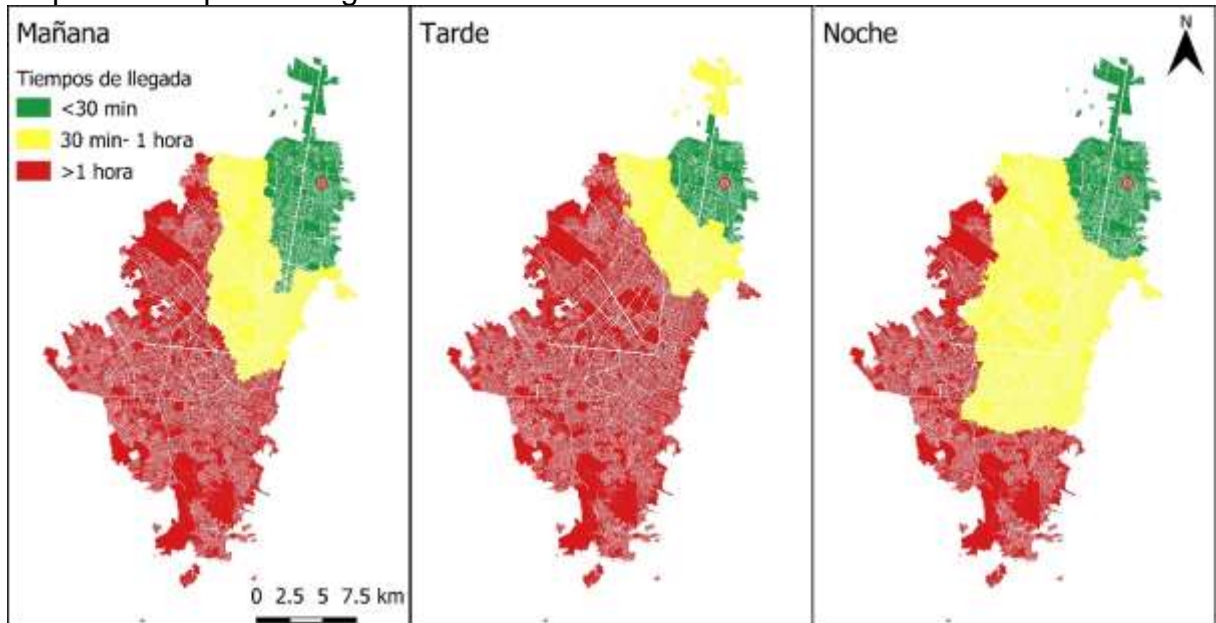 Mañana
Tiempos de llegada
<30 min
30 min- 1 hora
>1 hora
0 2.5 5 7.5 km
Tarde
Noche
N